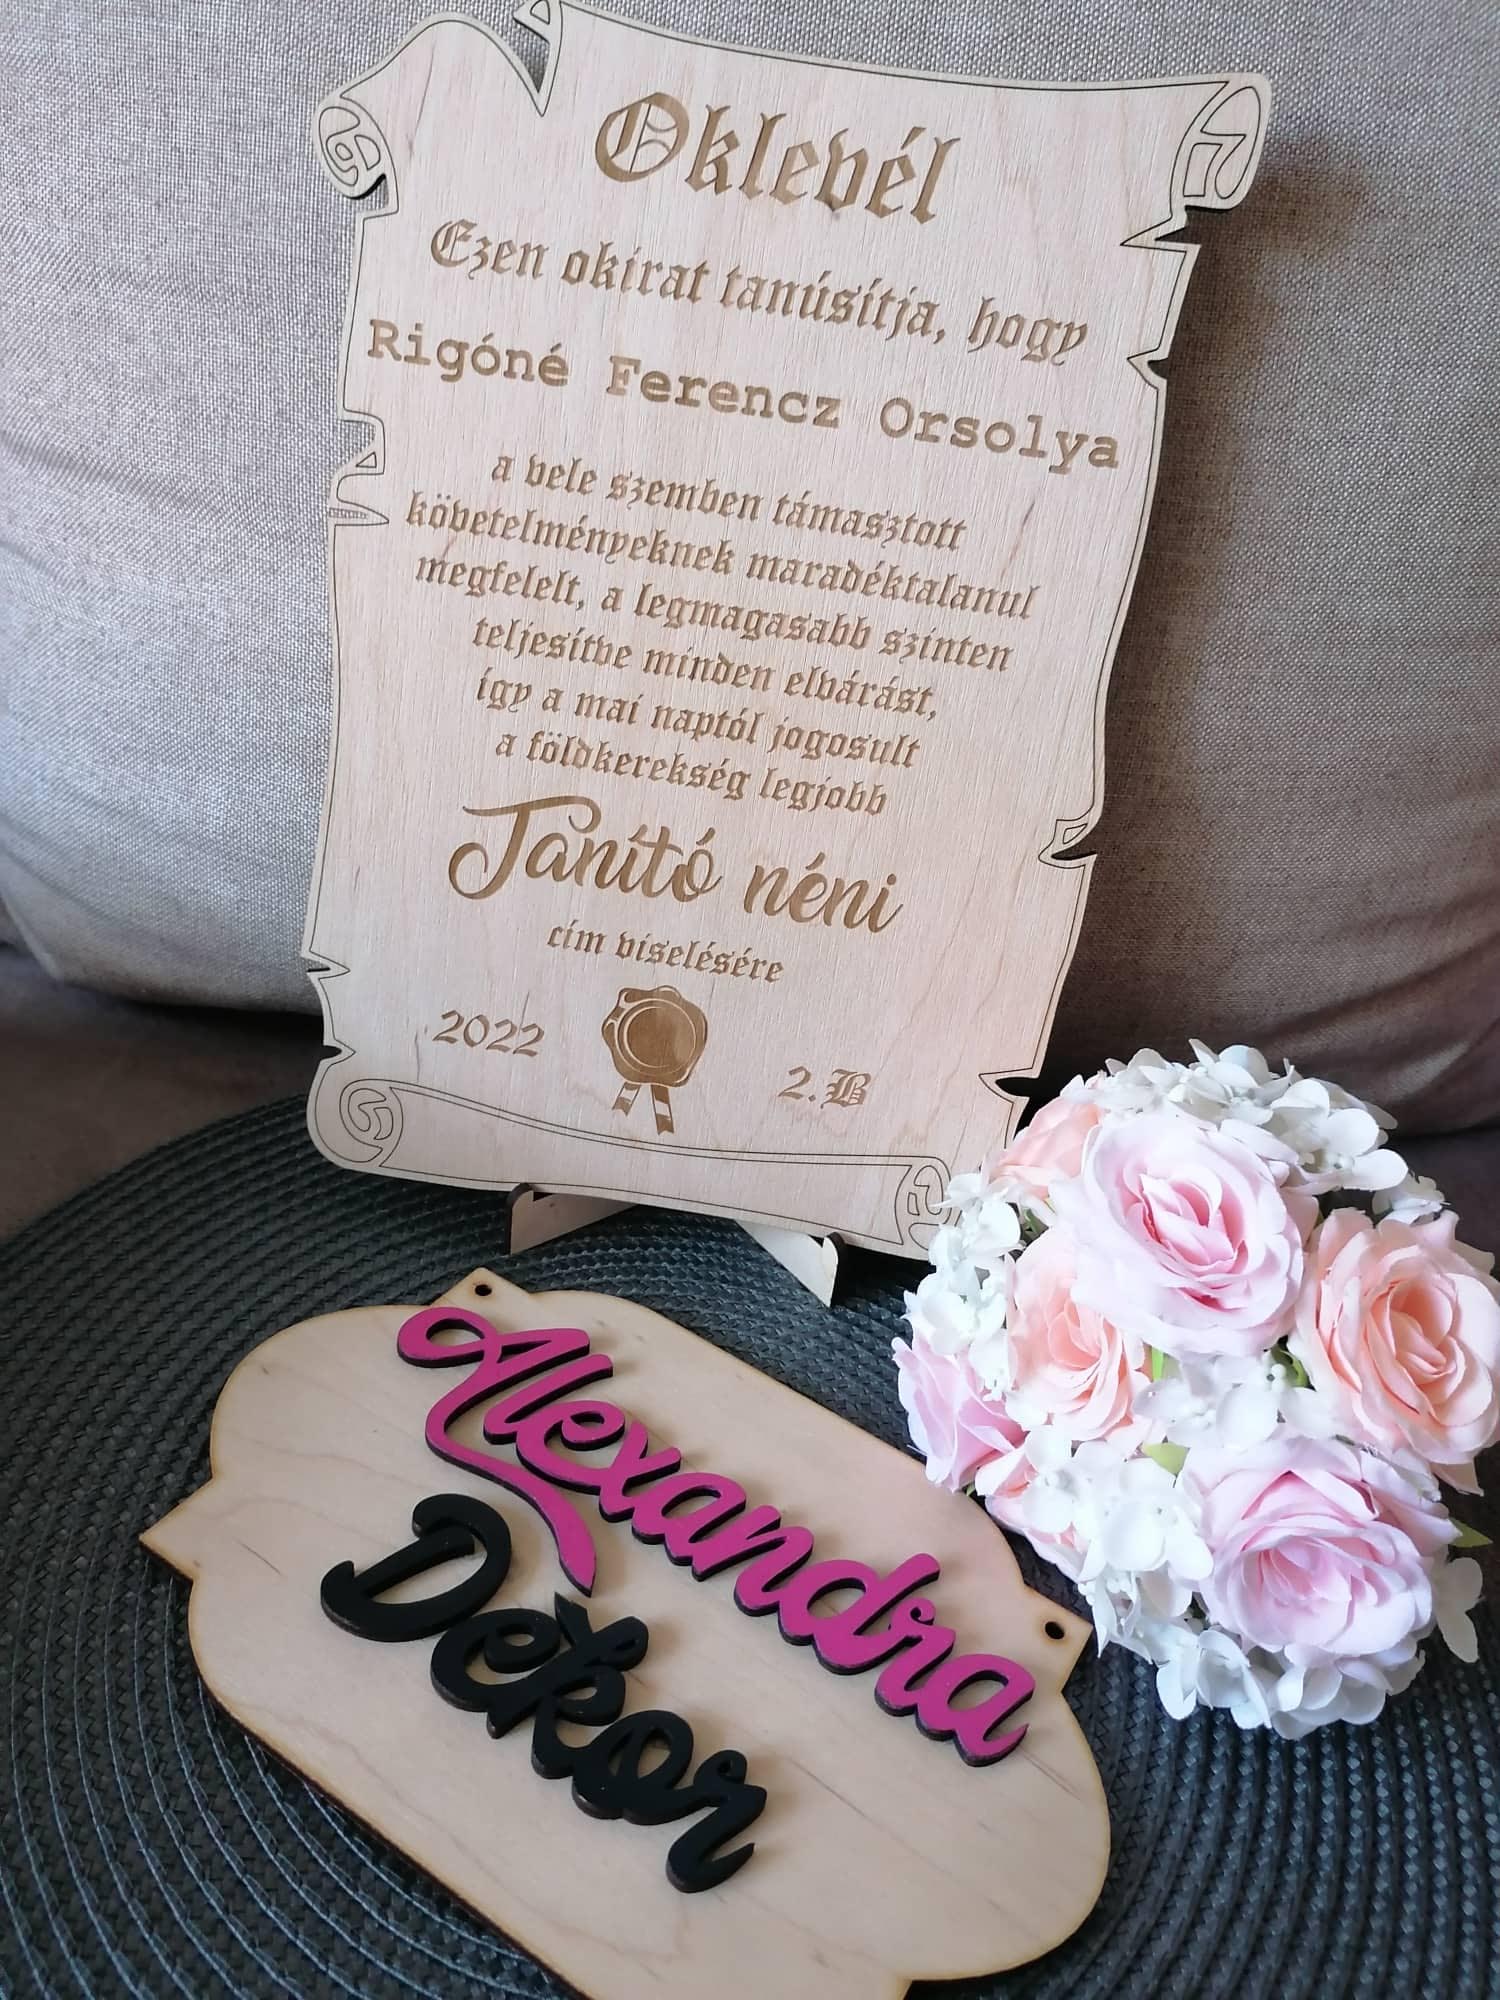 Oklevél
Ezen okirat tanúsítja, hogy
Rigóné Ferencz Orsolya
a vele szemben támasztott
követelményeknek maradéktalanul
megfelelt, a legmagasabb szinten
teljesítve minden elvárást,
így a mai naptól jogosult
a földkerekség legjobb
Tanító néni
cím viselésére
2022
2.B
Alexandra
Dekor